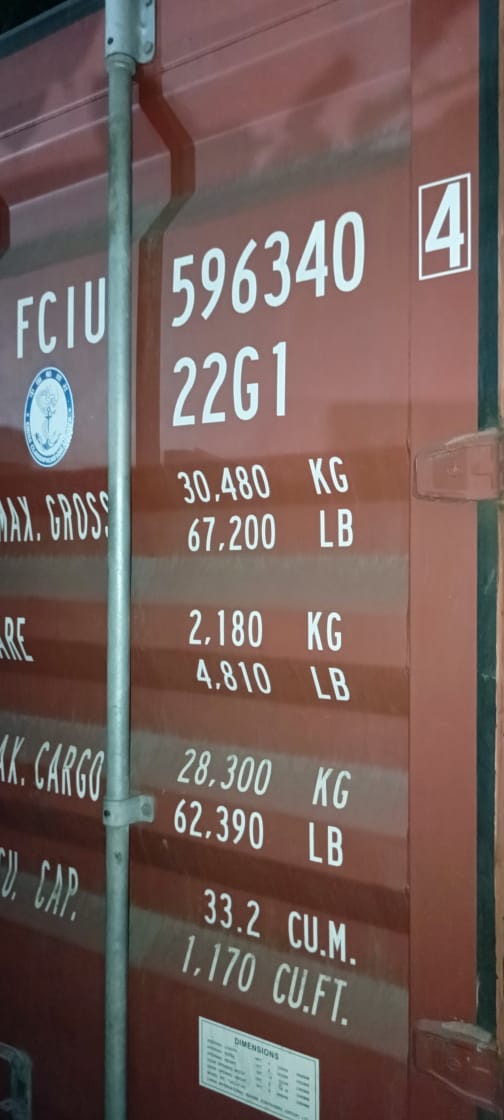 FCIU 596340 4
22G1
MAX. GROSS 30,480 KG
67,200 LB
ARE 2,180 KG
4,810 LB
AX. CARGO 28,300 KG
62,390 LB
CU. CAP. 33.2 CU.M.
1,170 CU.FT.
DIMENSIONS